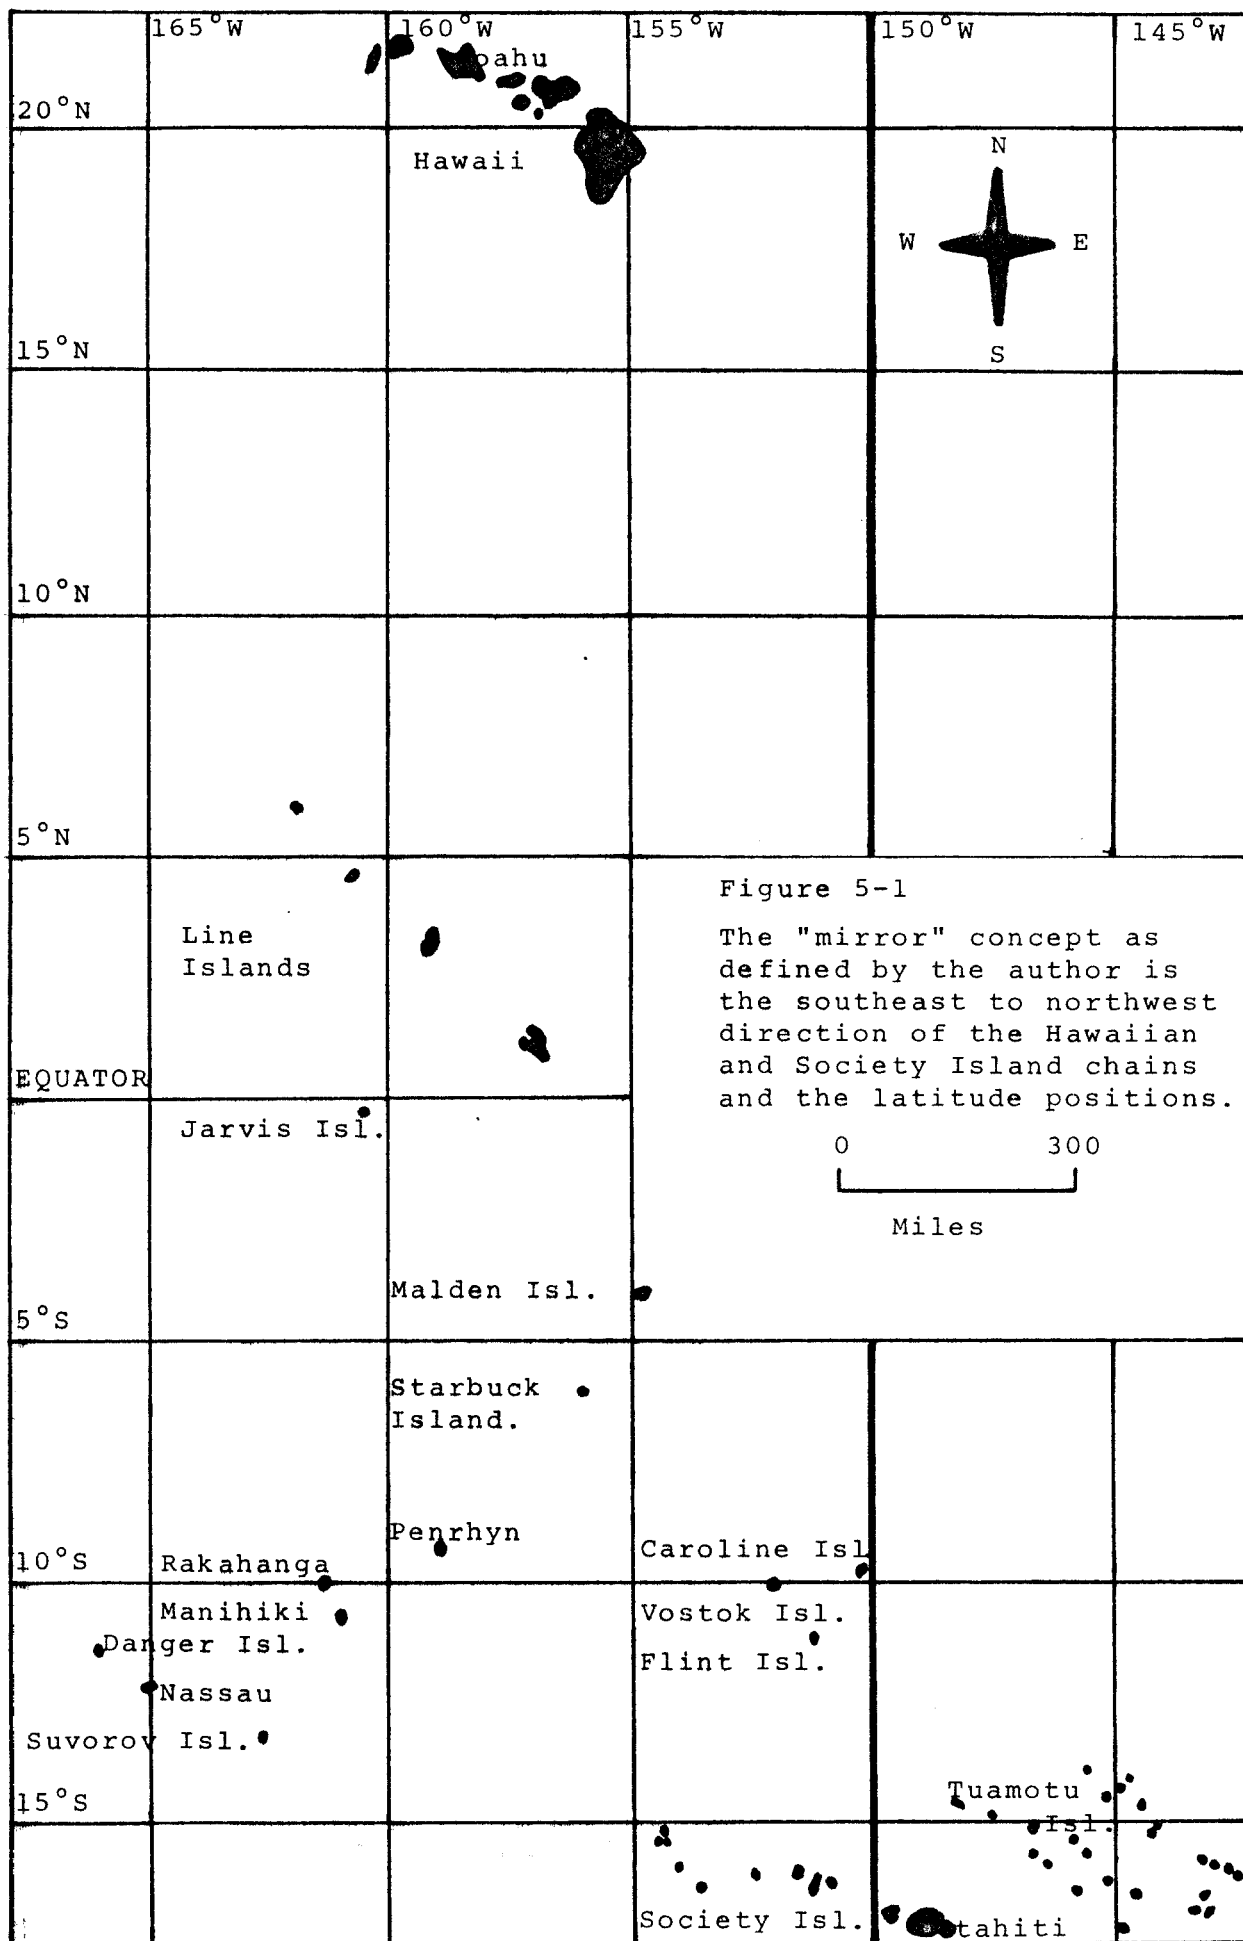 165°W 160°W 155°W 150°W 145°W
oahu
20°N
Hawaii
N
W E
S
15°N
10°N
5°N
Figure 5-1
The "mirror" concept as
defined by the author is
the southeast to northwest
direction of the Hawaiian
and Society Island chains
and the latitude positions.
Line
Islands
EQUATOR
Jarvis Isl.
0 300
Miles
Malden Isl.
5°S
Starbuck
Island.
Penrhyn
10°S
Rakahanga
Caroline Isl
Manihiki
Vostok Isl.
Danger Isl.
Flint Isl.
Nassau
Suvorov Isl.
15°S
Tuamotu
Isl.
Society Isl.
tahiti